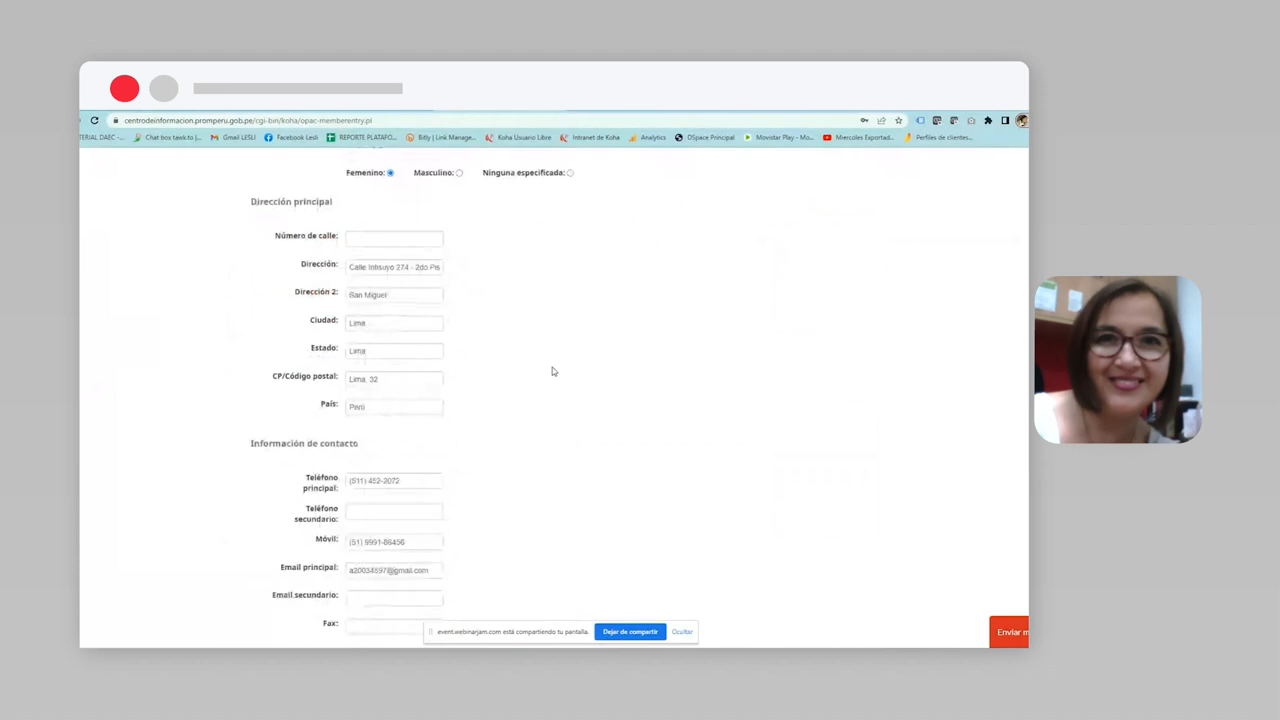 centrodeinformacion.promperu.gob.pe/cgi-bin/koha/opac-memberentry.pl
TERIAL DAEC -... Chat box tawk.to |... Gmail LESLI Facebook Lesli REPORTE PLATAFO... Bitly | Link Manage... Koha Usuario Libre Intranet de Koha Analytics DSpace Principal Movistar Play - Mo... Miercoles Exportad... Perfiles de clientes...
Femenino: Masculino: Ninguna especificada:
Dirección principal
Número de calle:
Dirección: Calle Intisuyo 274 - 2do Pis
Dirección 2: San Miguel
Ciudad: Lima
Estado: Lima
CP/Código postal: Lima, 32
País: Perú
Información de contacto
Teléfono
principal: (511) 452-2072
Teléfono
secundario:
Móvil: (51) 9991-86456
Email principal: a20034597@gmail.com
Email secundario:
Fax:
event.webinarjam.com está compartiendo tu pantalla. Dejar de compartir Ocultar
Enviar m